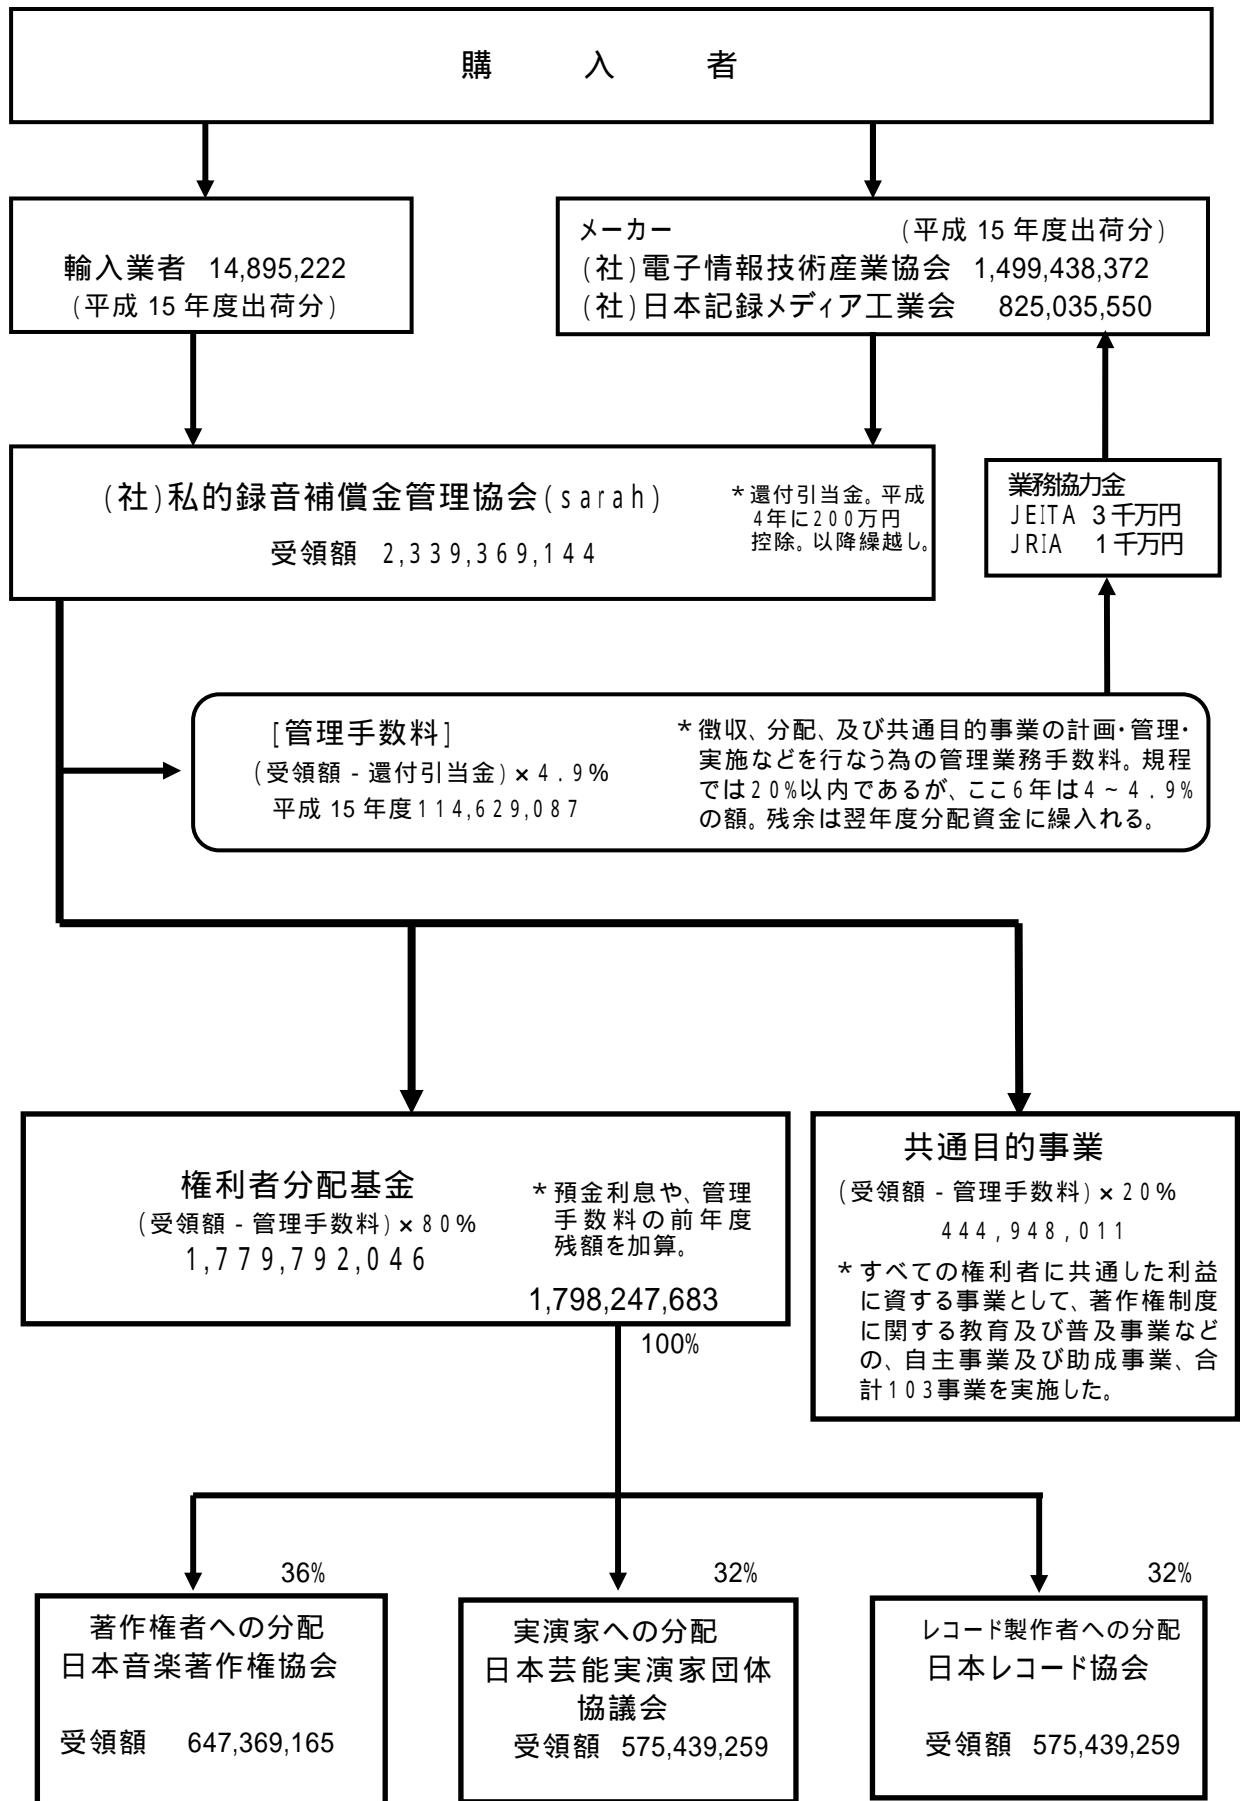 購 入 者
輸入業者 14,895,222
(平成 15 年度出荷分)
メーカー (平成 15 年度出荷分)
(社)電子情報技術産業協会 1,499,438,372
(社)日本記録メディア工業会 825,035,550
(社)私的録音補償金管理協会(sarah)
受領額 2,339,369,144
*還付引当金。平成
4年に200万円
控除。以降繰越し。
業務協力金
JEITA 3千万円
JRIA 1千万円
[管理手数料]
(受領額 - 還付引当金) × 4.9%
平成 15 年度114,629,087
*徴収、分配、及び共通目的事業の計画・管理・
実施などを行なう為の管理業務手数料。規程
では20%以内であるが、ここ6年は4~4.9%
の額。残余は翌年度分配資金に繰入れる。
権利者分配基金
(受領額 - 管理手数料) × 80%
1,779,792,046
*預金利息や、管理
手数料の前年度
残額を加算。
1,798,247,683
100%
共通目的事業
(受領額 - 管理手数料) × 20%
444,948,011
*すべての権利者に共通した利益
に資する事業として、著作権制度
に関する教育及び普及事業など
の、自主事業及び助成事業、合
計103事業を実施した。
36%
著作権者への分配
日本音楽著作権協会
受領額 647,369,165
32%
実演家への分配
日本芸能実演家団体
協議会
受領額 575,439,259
32%
レコード製作者への分配
日本レコード協会
受領額 575,439,259